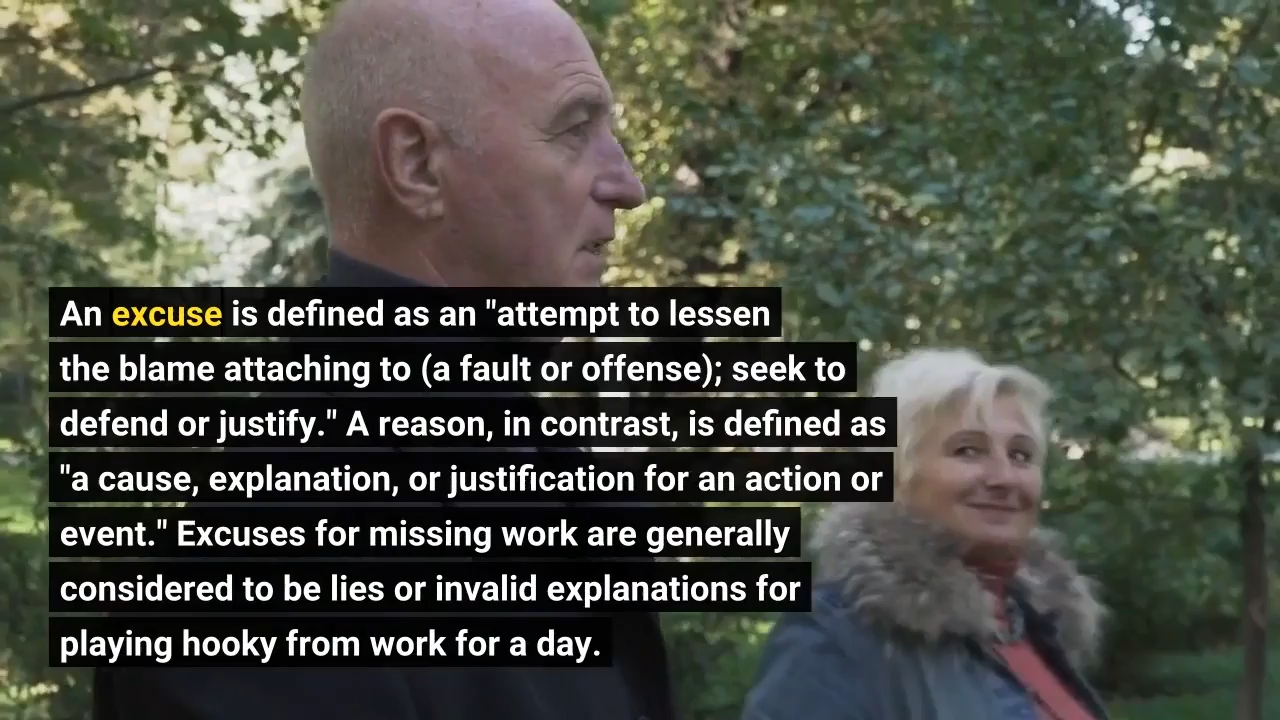 An excuse is defined as an "attempt to lessen
the blame attaching to (a fault or offense); seek to
defend or justify." A reason, in contrast, is defined as
"a cause, explanation, or justification for an action or
event." Excuses for missing work are generally
considered to be lies or invalid explanations for
playing hooky from work for a day.